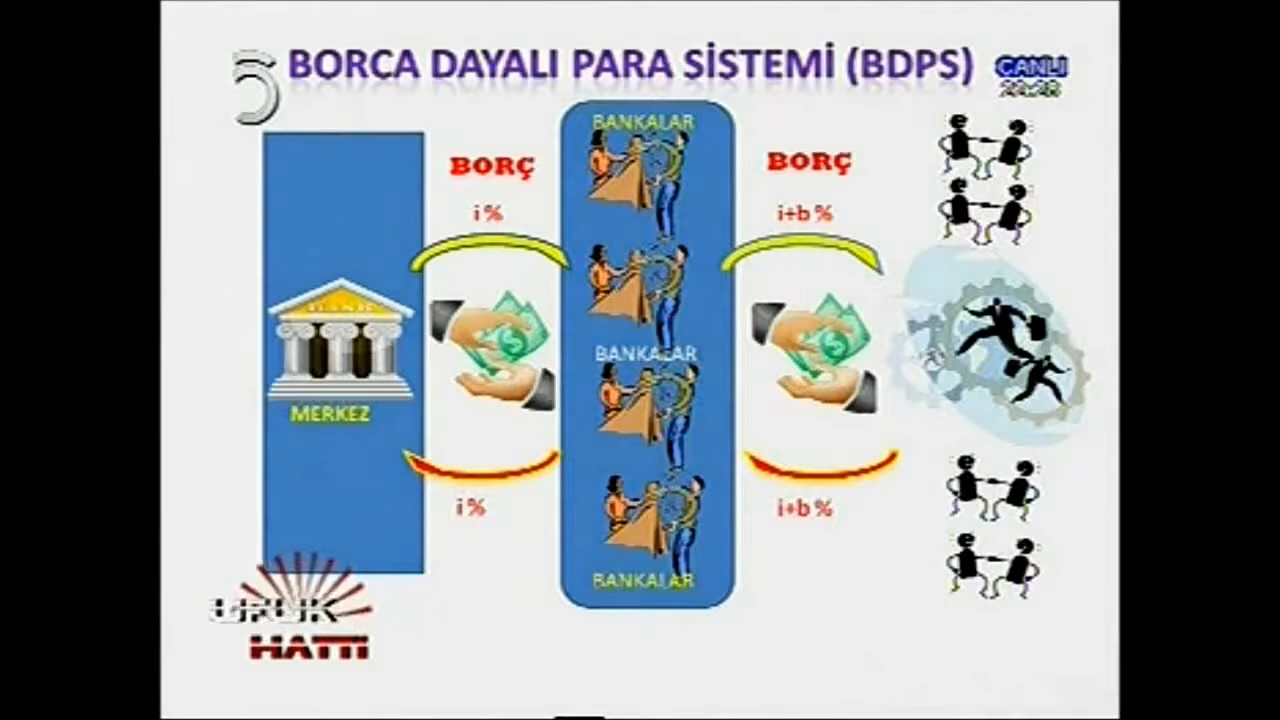 5
BORCA DAYALI PARA SİSTEMİ (BDPS)
CANLI
BANKALAR
BORÇ
BORÇ
i%
i+b%
BANKALAR
MERKEZ
i%
i+b%
BANKALAR
UFUK
HATTI